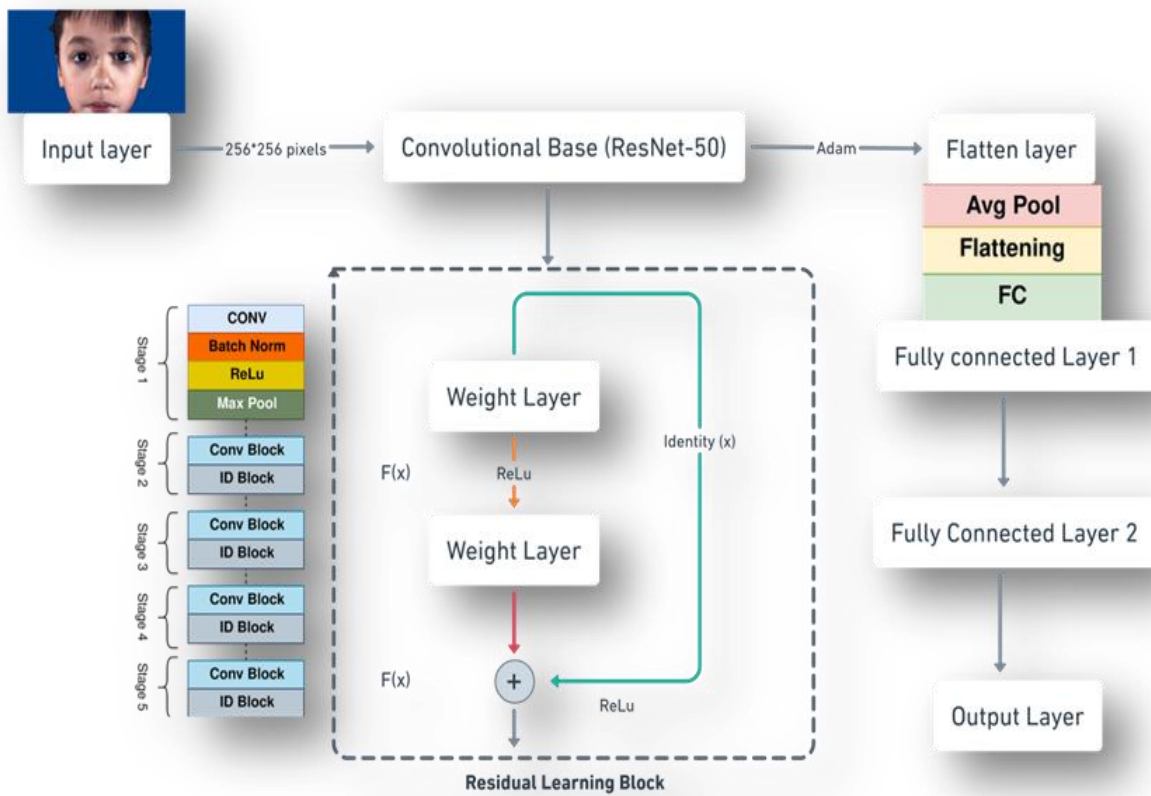 Input layer
256*256 pixels
Convolutional Base (ResNet-50)
Adam
Flatten layer
Avg Pool
Flattening
FC
Fully connected Layer 1
Fully Connected Layer 2
Output Layer
Stage 1
CONV
Batch Norm
ReLu
Max Pool
Stage 2
Conv Block
ID Block
Stage 3
Conv Block
ID Block
Stage 4
Conv Block
ID Block
Stage 5
Conv Block
ID Block
Weight Layer
Identity (x)
F(x)
ReLu
Weight Layer
F(x)
+
ReLu
Residual Learning Block